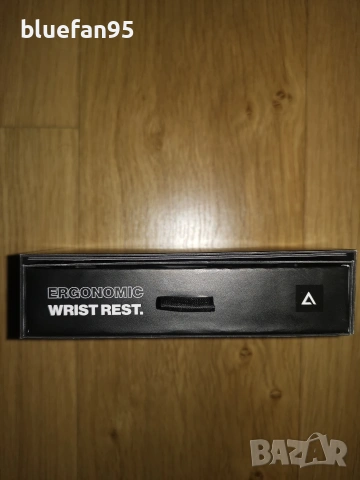 bluefan95
ERGONOMIC
WRIST REST.
BAZAR